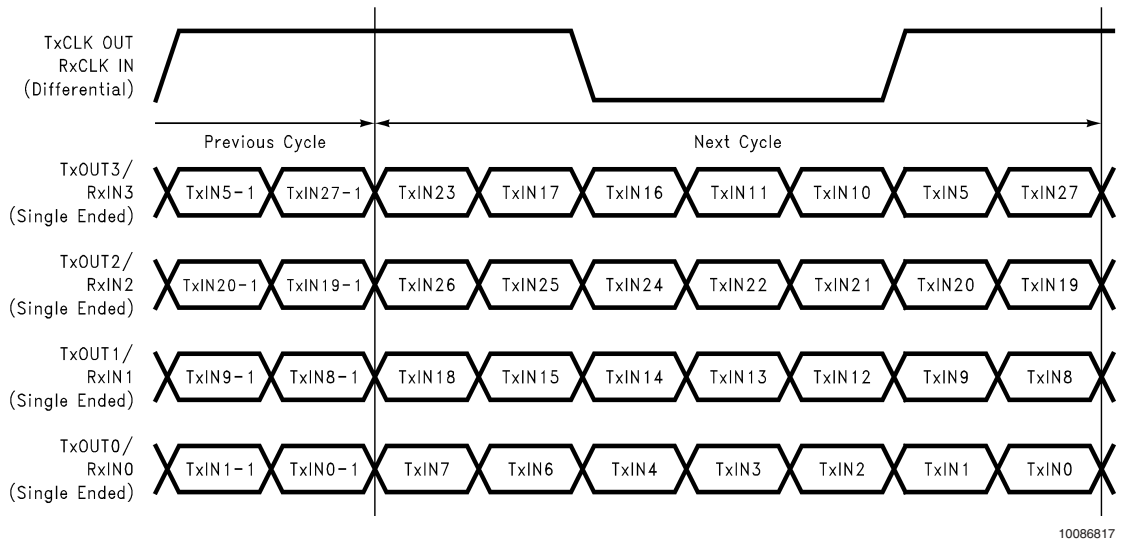 TxCLK OUT
RxCLK IN
(Differential)
Previous Cycle
Next Cycle
TxOUT3/
RxIN3
(Single Ended)
TxIN5-1 TxIN27-1 TxIN23 TxIN17 TxIN16 TxIN11 TxIN10 TxIN5 TxIN27
TxOUT2/
RxIN2
(Single Ended)
TxIN20-1 TxIN19-1 TxIN26 TxIN25 TxIN24 TxIN22 TxIN21 TxIN20 TxIN19
TxOUT1/
RxIN1
(Single Ended)
TxIN9-1 TxIN8-1 TxIN18 TxIN15 TxIN14 TxIN13 TxIN12 TxIN9 TxIN8
TxOUT0/
RxIN0
(Single Ended)
TxIN1-1 TxIN0-1 TxIN7 TxIN6 TxIN4 TxIN3 TxIN2 TxIN1 TxIN0
10086817